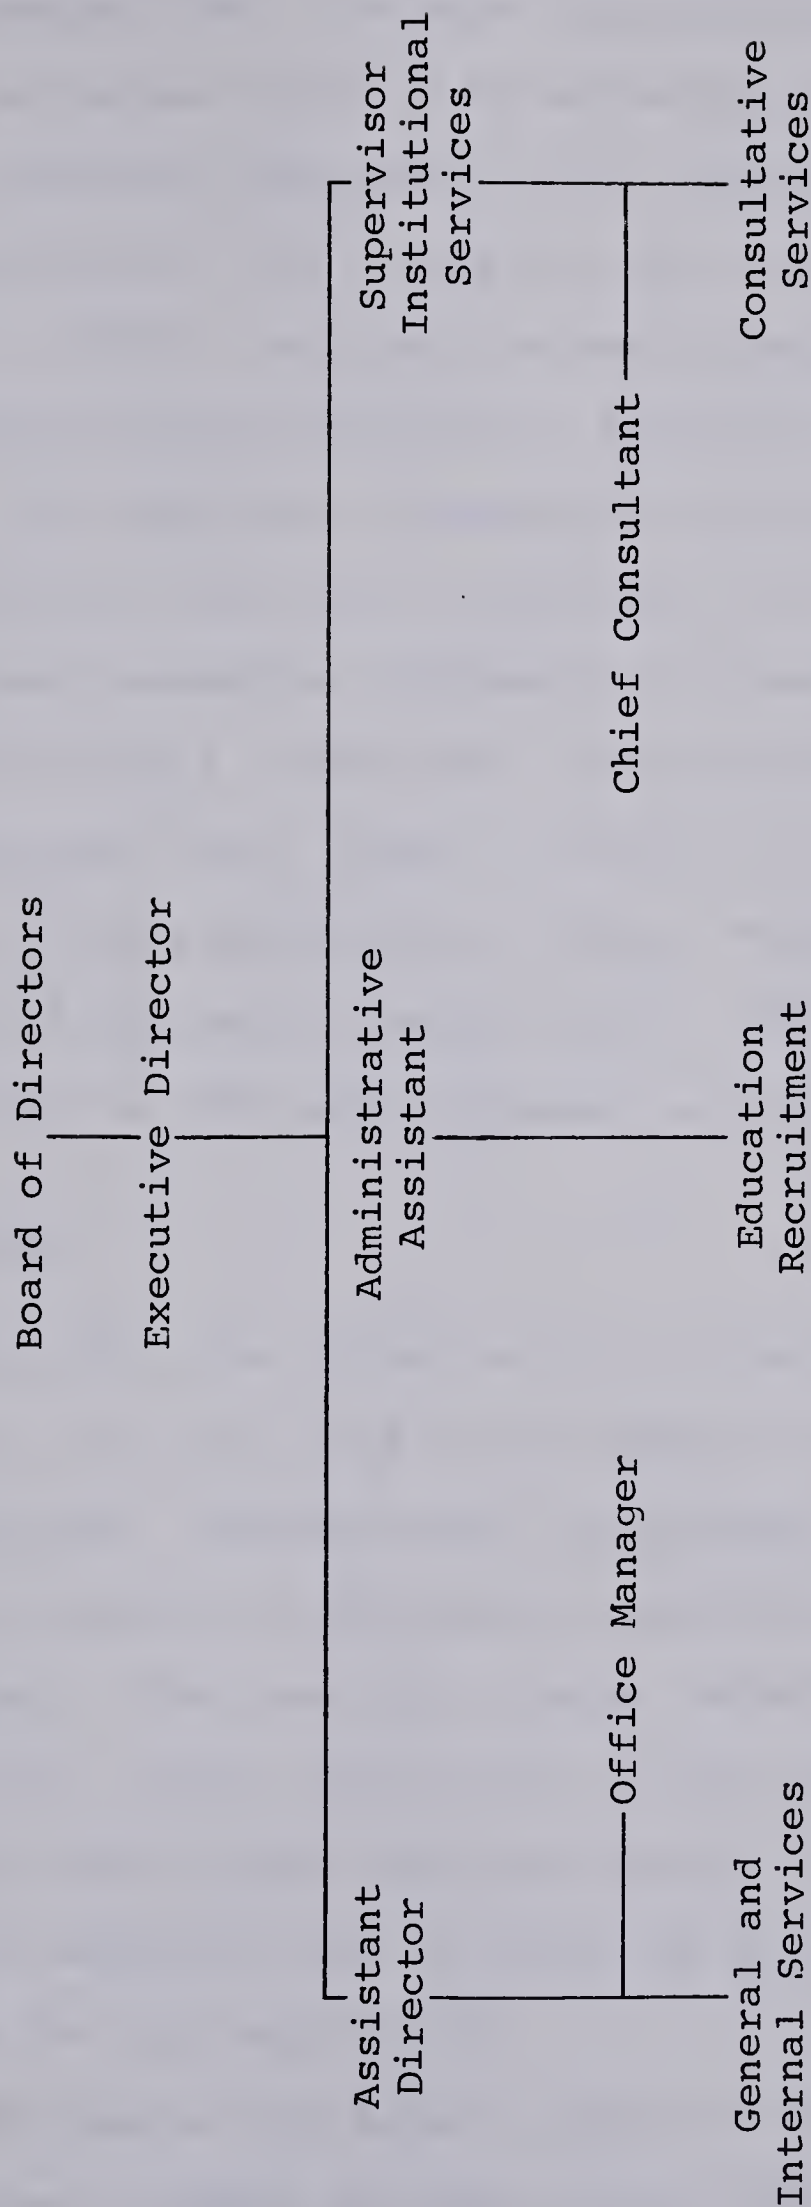 Board of Directors
Executive Director
Assistant
Director
Administrative
Assistant
Supervisor
Institutional
Services
Office Manager
Chief Consultant
General and
Internal Services
Education
Recruitment
Consultative
Services